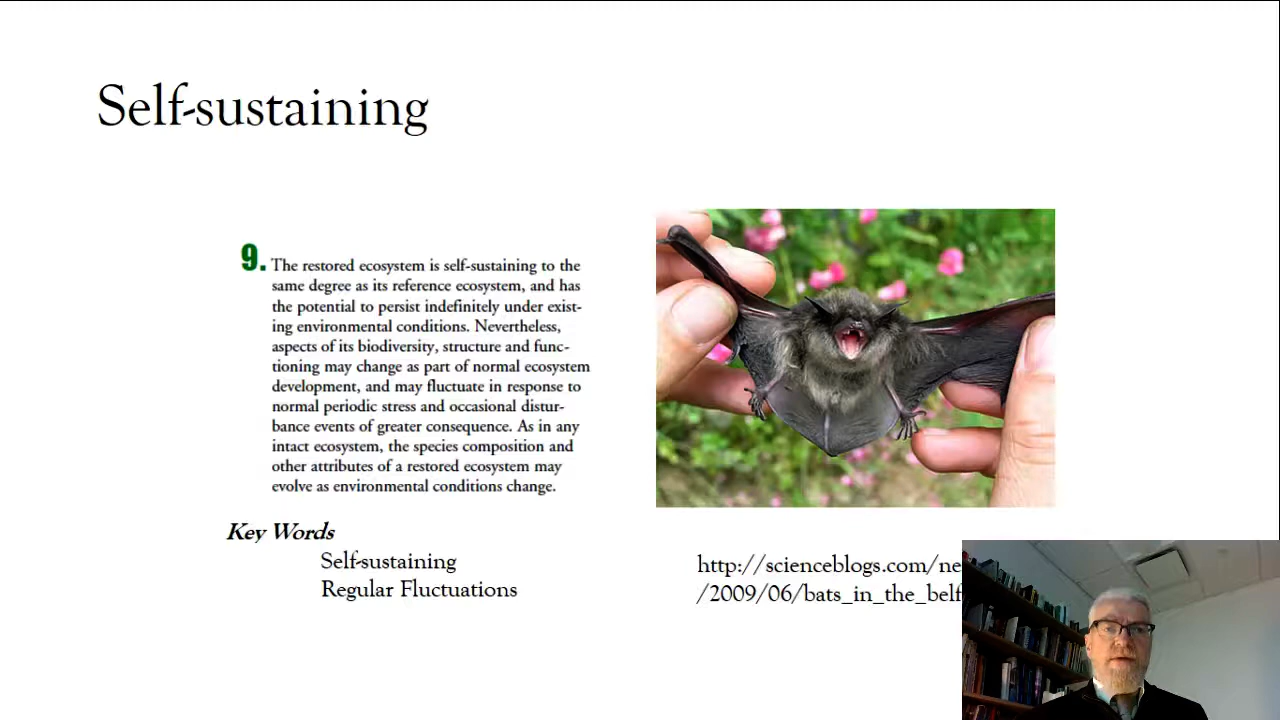 Self-sustaining
9. The restored ecosystem is self-sustaining to the
same degree as its reference ecosystem, and has
the potential to persist indefinitely under exist-
ing environmental conditions. Nevertheless,
aspects of its biodiversity, structure and func-
tioning may change as part of normal ecosystem
development, and may fluctuate in response to
normal periodic stress and occasional distur-
bance events of greater consequence. As in any
intact ecosystem, the species composition and
other attributes of a restored ecosystem may
evolve as environmental conditions change.
Key Words
Self-sustaining
Regular Fluctuations
http://scienceblogs.com/ne
/2009/06/bats_in_the_belf